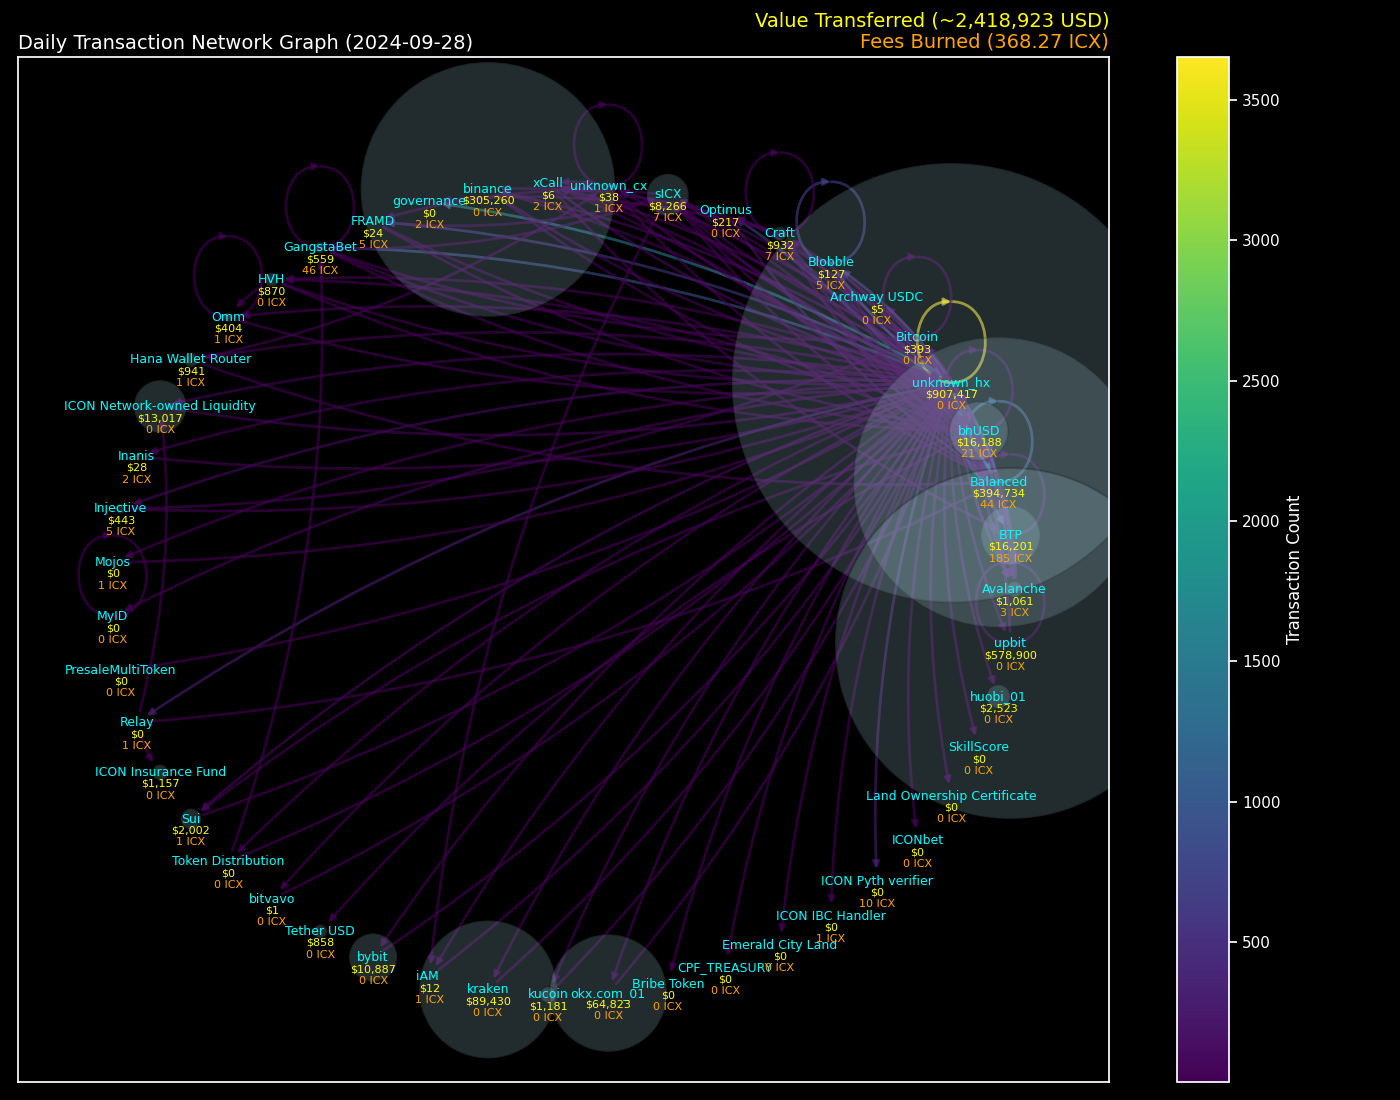 Value Transferred (~2,418,923 USD)
Daily Transaction Network Graph (2024-09-28)
Fees Burned (368.27 ICX)
binance
$305,260
0 ICX
xCall
$6
2 ICX
unknown_cx
$38
1 ICX
sICX
$8,266
7 ICX
governance
$0
2 ICX
Optimus
$217
0 ICX
FRAMD
$24
5 ICX
Craft
$932
7 ICX
GangstaBet
$559
46 ICX
Blobble
$127
5 ICX
HVH
$870
0 ICX
Archway USDC
$5
0 ICX
Omm
$404
1 ICX
Bitcoin
$393
0 ICX
Hana Wallet Router
$941
1 ICX
unknown_hx
$907,417
0 ICX
ICON Network-owned Liquidity
$13,017
0 ICX
bnUSD
$16,188
21 ICX
Inanis
$28
2 ICX
Balanced
$394,734
44 ICX
Injective
$443
5 ICX
BTP
$16,201
185 ICX
Mojos
$0
1 ICX
Avalanche
$1,061
3 ICX
MyID
$0
0 ICX
upbit
$578,900
0 ICX
PresaleMultiToken
$0
0 ICX
huobi_01
$2,523
0 ICX
Relay
$0
1 ICX
SkillScore
$0
0 ICX
ICON Insurance Fund
$1,157
0 ICX
Land Ownership Certificate
$0
0 ICX
Sui
$2,002
1 ICX
ICONbet
$0
0 ICX
Token Distribution
$0
0 ICX
ICON Pyth verifier
$0
10 ICX
bitvavo
$1
0 ICX
ICON IBC Handler
$0
1 ICX
Tether USD
$858
0 ICX
Emerald City Land
$0
ICX
bybit
$10,887
0 ICX
CPF_TREASURY
$0
0 ICX
iAM
$12
1 ICX
Bribe Token
$0
0 ICX
kraken
$89,430
0 ICX
kucoin
$1,181
0 ICX
okx.com_01
$64,823
0 ICX
3500
3000
2500
2000
1500
1000
500
Transaction Count